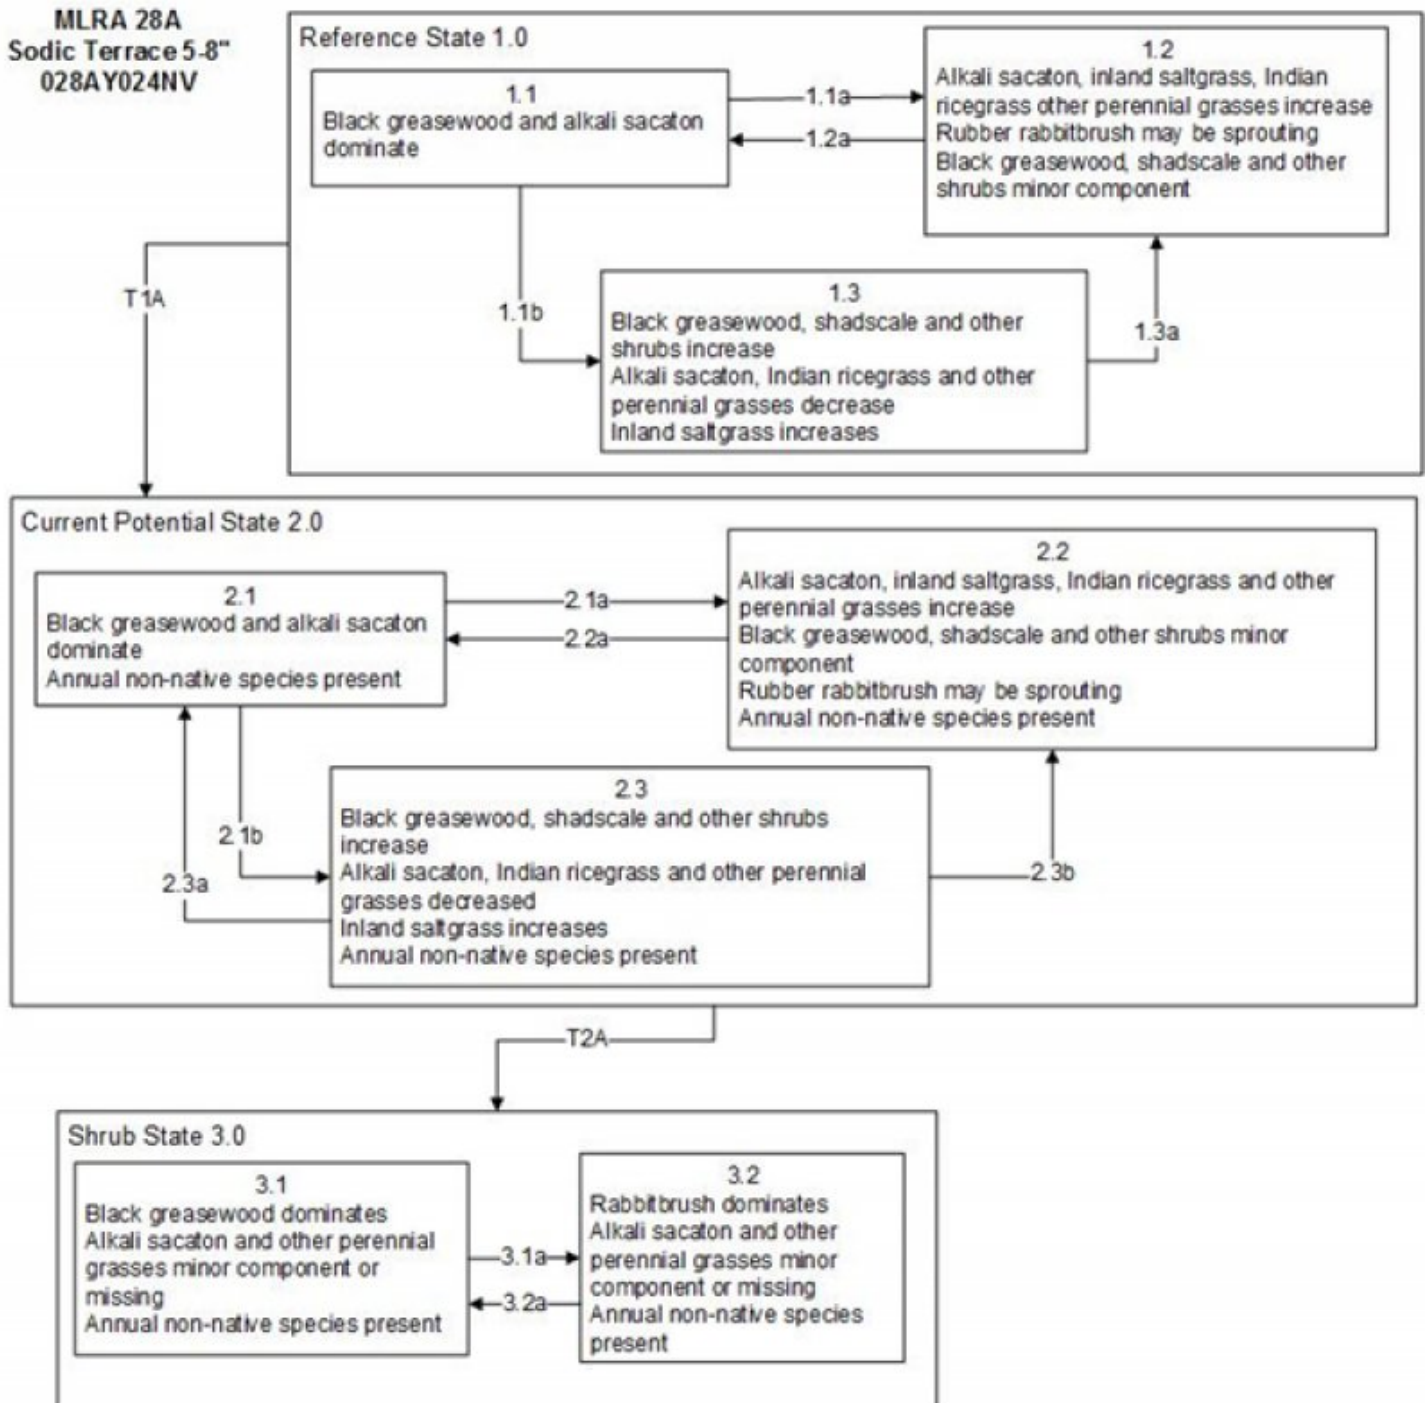 MLRA 28A
Sodic Terrace 5-8"
028AY024NV
Reference State 1.0
1.1
Black greasewood and alkali sacaton
dominate
1.1a
1.2a
1.2
Alkali sacaton, inland saltgrass, Indian
ricegrass other perennial grasses increase
Rubber rabbitbrush may be sprouting
Black greasewood, shadscale and other
shrubs minor component
T1A
1.1b
1.3
Black greasewood, shadscale and other
shrubs increase
Alkali sacaton, Indian ricegrass and other
perennial grasses decrease
Inland saltgrass increases
1.3a
Current Potential State 2.0
2.1
Black greasewood and alkali sacaton
dominate
Annual non-native species present
2.1a
2.2a
2.2
Alkali sacaton, inland saltgrass, Indian ricegrass and other
perennial grasses increase
Black greasewood, shadscale and other shrubs minor
component
Rubber rabbitbrush may be sprouting
Annual non-native species present
2.1b
2.3a
2.3
Black greasewood, shadscale and other shrubs
increase
Alkali sacaton, Indian ricegrass and other perennial
grasses decreased
Inland saltgrass increases
Annual non-native species present
2.3b
T2A
Shrub State 3.0
3.1
Black greasewood dominates
Alkali sacaton and other perennial
grasses minor component or
missing
Annual non-native species present
3.1a
3.2a
3.2
Rabbitbrush dominates
Alkali sacaton and other
perennial grasses minor
component or missing
Annual non-native species
present